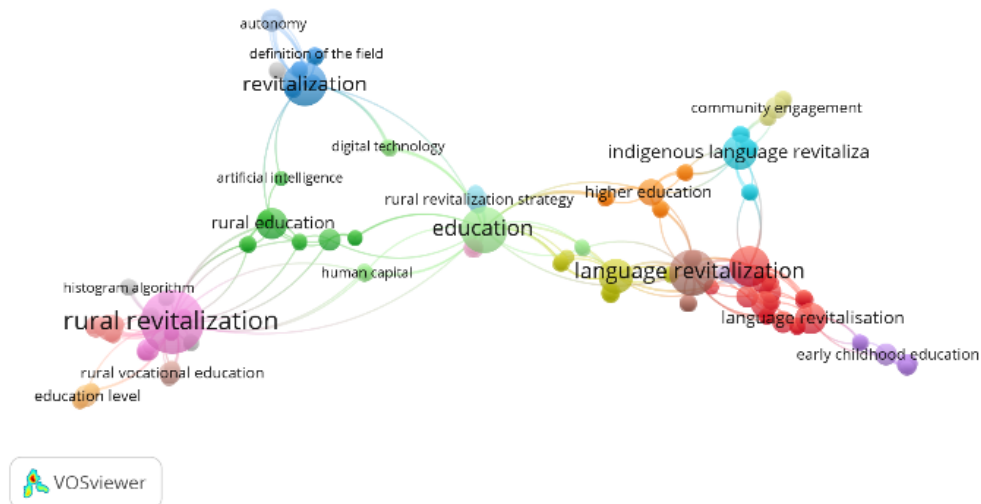 autonomy
definition of the field
revitalization
community engagement
digital technology
indigenous language revitaliza
artificial intelligence
higher education
rural revitalization strategy
rural education
education
human capital
language revitalization
histogram algorithm
rural revitalization
language revitalisation
early childhood education
rural vocational education
education level
VOSviewer